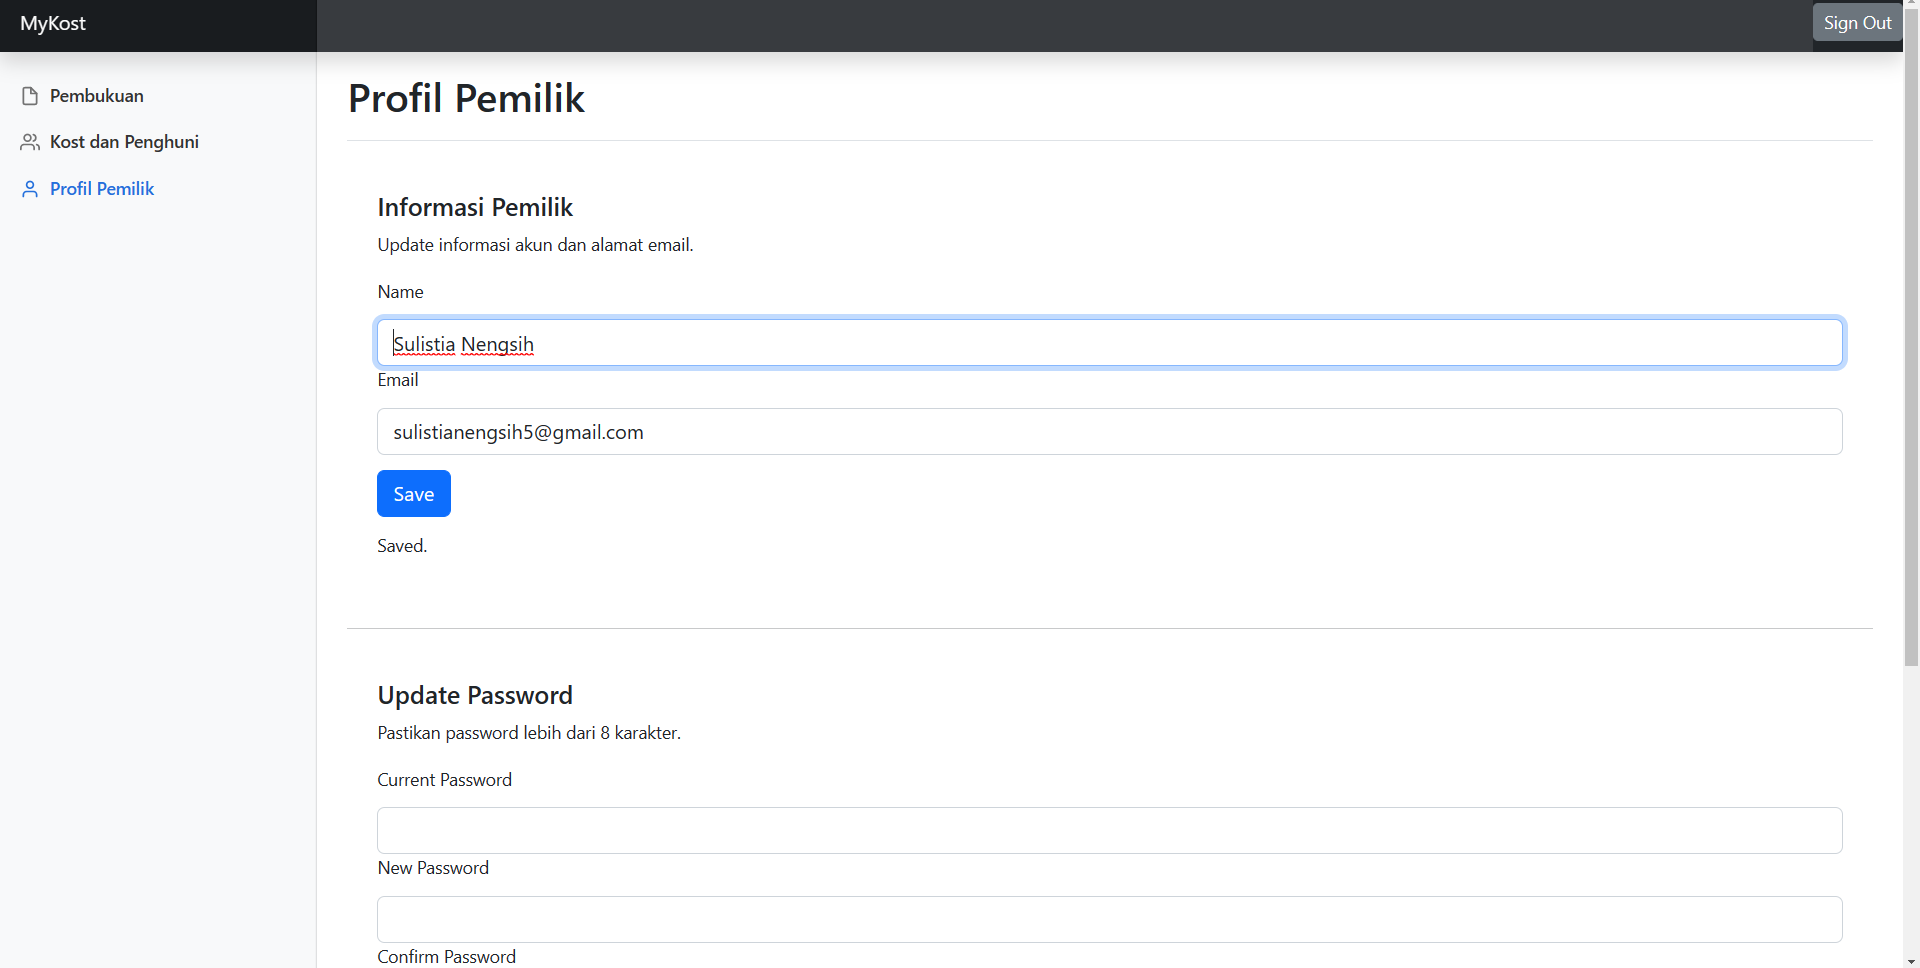 MyKost
Sign Out
Pembukuan
Kost dan Penghuni
Profil Pemilik
Profil Pemilik
Informasi Pemilik
Update informasi akun dan alamat email.
Name
Sulistia Nengsih
Email
sulistianengsih5@gmail.com
Save
Saved.
Update Password
Pastikan password lebih dari 8 karakter.
Current Password
New Password
Confirm Password